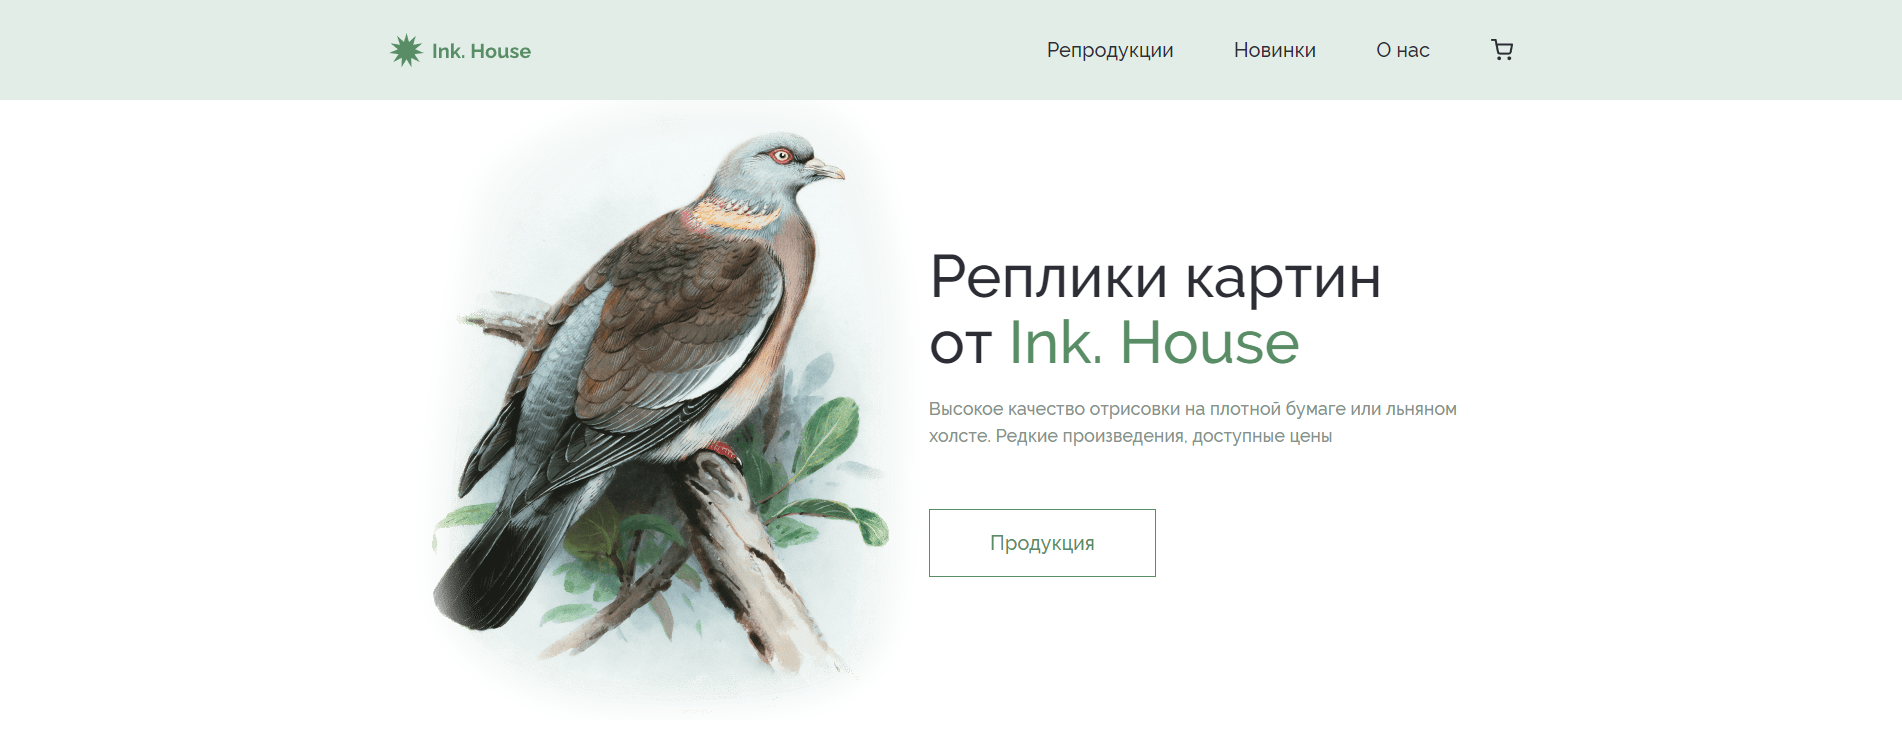 Ink. House
Репродукции
Новинки
О нас
Реплики картин
от Ink. House
Высокое качество отрисовки на плотной бумаге или льняном
холсте. Редкие произведения, доступные цены
Продукция